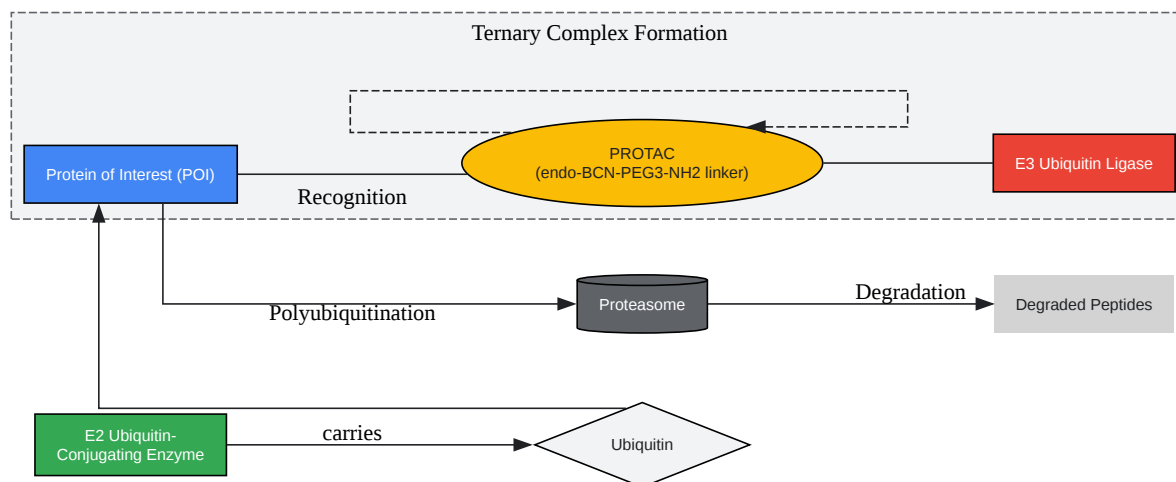 Ternary Complex Formation
PROTAC
(endo-BCN-PEG3-NH2 linker)
Protein of Interest (POI)
E3 Ubiquitin Ligase
Recognition
Polyubiquitination
Proteasome
Degradation
Degraded Peptides
E2 Ubiquitin-
Conjugating Enzyme
carries
Ubiquitin